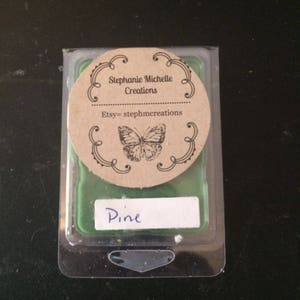 Stephanie Michelle
Creations
Etsy= stephmcreations
Pine